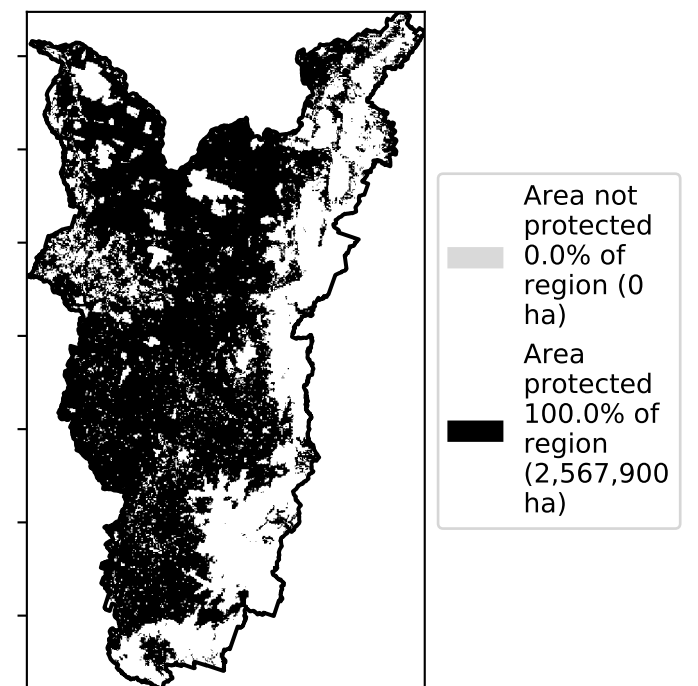 Area not
protected
0.0% of
region (0
ha)
Area
protected
100.0% of
region
(2,567,900
ha)